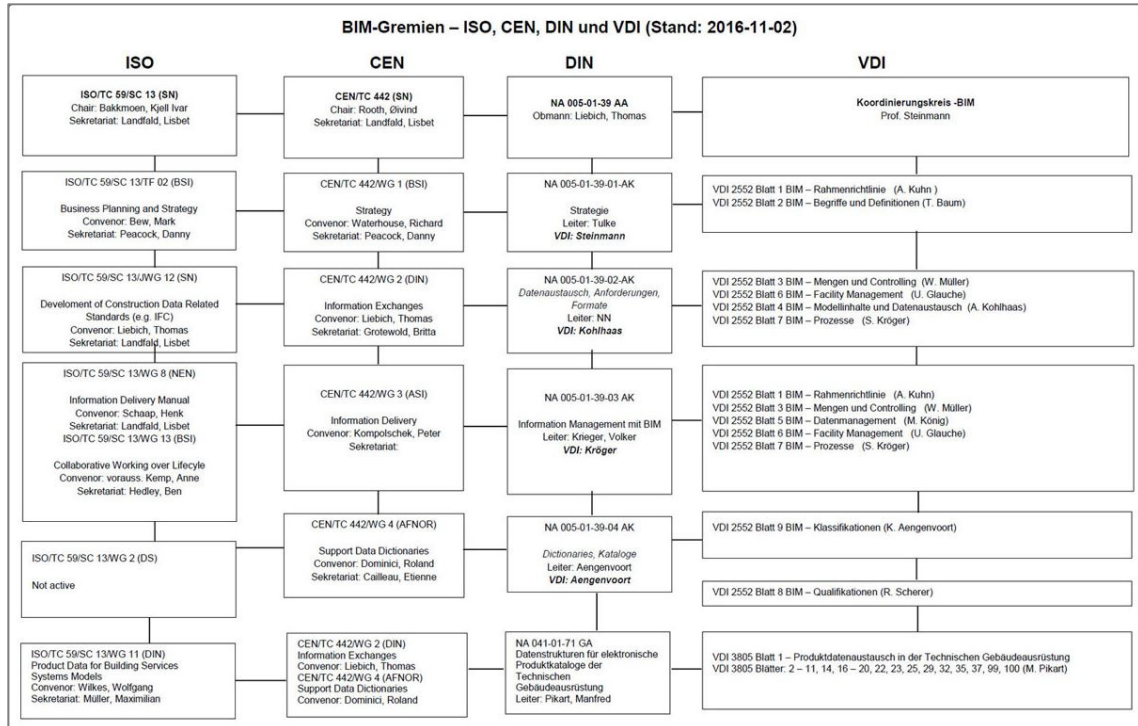 BIM-Gremien – ISO, CEN, DIN und VDI (Stand: 2016-11-02)
ISO
CEN
DIN
VDI
ISO/TC 59/SC 13 (SN)
Chair: Bakkmoen, Kjell Ivar
Sekretariat: Landfald, Lisbet
CEN/TC 442 (SN)
Chair: Rooth, Øivind
Sekretariat: Landfald, Lisbet
NA 005-01-39 AA
Obmann: Liebich, Thomas
Koordinierungskreis -BIM
Prof. Steinmann
ISO/TC 59/SC 13/TF 02 (BSI)
Business Planning and Strategy
Convenor: Bew, Mark
Sekretariat: Peacock, Danny
CEN/TC 442/WG 1 (BSI)
Strategy
Convenor: Waterhouse, Richard
Sekretariat: Peacock, Danny
NA 005-01-39-01-AK
Strategie
Leiter: Tulke
VDI: Steinmann
VDI 2552 Blatt 1 BIM – Rahmenrichtlinie (A. Kuhn )
VDI 2552 Blatt 2 BIM – Begriffe und Definitionen (T. Baum)
ISO/TC 59/SC 13/JWG 12 (SN)
Develoment of Construction Data Related
Standards (e.g. IFC)
Convenor: Liebich, Thomas
Sekretariat: Landfald, Lisbet
CEN/TC 442/WG 2 (DIN)
Information Exchanges
Convenor: Liebich, Thomas
Sekretariat: Grotewold, Britta
NA 005-01-39-02-AK
Datenaustausch, Anforderungen,
Formate
Leiter: NN
VDI: Kohlhaas
VDI 2552 Blatt 3 BIM – Mengen und Controlling (W. Müller)
VDI 2552 Blatt 6 BIM – Facility Management (U. Glauche)
VDI 2552 Blatt 4 BIM – Modellinhalte und Datenaustausch (A. Kohlhaas)
VDI 2552 Blatt 7 BIM – Prozesse (S. Kröger)
ISO/TC 59/SC 13/WG 8 (NEN)
Information Delivery Manual
Convenor: Schaap, Henk
Sekretariat: Landfald, Lisbet
ISO/TC 59/SC 13/WG 13 (BSI)
Collaborative Working over Lifecyle
Convenor: vorauss. Kemp, Anne
Sekretariat: Hedley, Ben
CEN/TC 442/WG 3 (ASI)
Information Delivery
Convenor: Kompolschek, Peter
Sekretariat:
NA 005-01-39-03 AK
Information Management mit BIM
Leiter: Krieger, Volker
VDI: Kröger
VDI 2552 Blatt 1 BIM – Rahmenrichtlinie (A. Kuhn)
VDI 2552 Blatt 3 BIM – Mengen und Controlling (W. Müller)
VDI 2552 Blatt 5 BIM – Datenmanagement (M. König)
VDI 2552 Blatt 6 BIM – Facility Management (U. Glauche)
VDI 2552 Blatt 7 BIM – Prozesse (S. Kröger)
ISO/TC 59/SC 13/WG 2 (DS)
Not active
CEN/TC 442/WG 4 (AFNOR)
Support Data Dictionaries
Convenor: Dominici, Roland
Sekretariat: Cailleau, Etienne
NA 005-01-39-04 AK
Dictionaries, Kataloge
Leiter: Aengenvoort
VDI: Aengenvoort
VDI 2552 Blatt 9 BIM – Klassifikationen (K. Aengenvoort)
VDI 2552 Blatt 8 BIM – Qualifikationen (R. Scherer)
ISO/TC 59/SC 13/WG 11 (DIN)
Product Data for Building Services
Systems Models
Convenor: Wilkes, Wolfgang
Sekretariat: Müller, Maximilian
CEN/TC 442/WG 2 (DIN)
Information Exchanges
Convenor: Liebich, Thomas
CEN/TC 442/WG 4 (AFNOR)
Support Data Dictionaries
Convenor: Dominici, Roland
NA 041-01-71 GA
Datenstrukturen für elektronische
Produktkataloge der
Technischen
Gebäudeausrüstung
Leiter: Pikart, Manfred
VDI 3805 Blatt 1 – Produktdatenaustausch in der Technischen Gebäudeausrüstung
VDI 3805 Blätter: 2 – 11, 14, 16 – 20, 22, 23, 25, 29, 32, 35, 37, 99, 100 (M. Pikart)